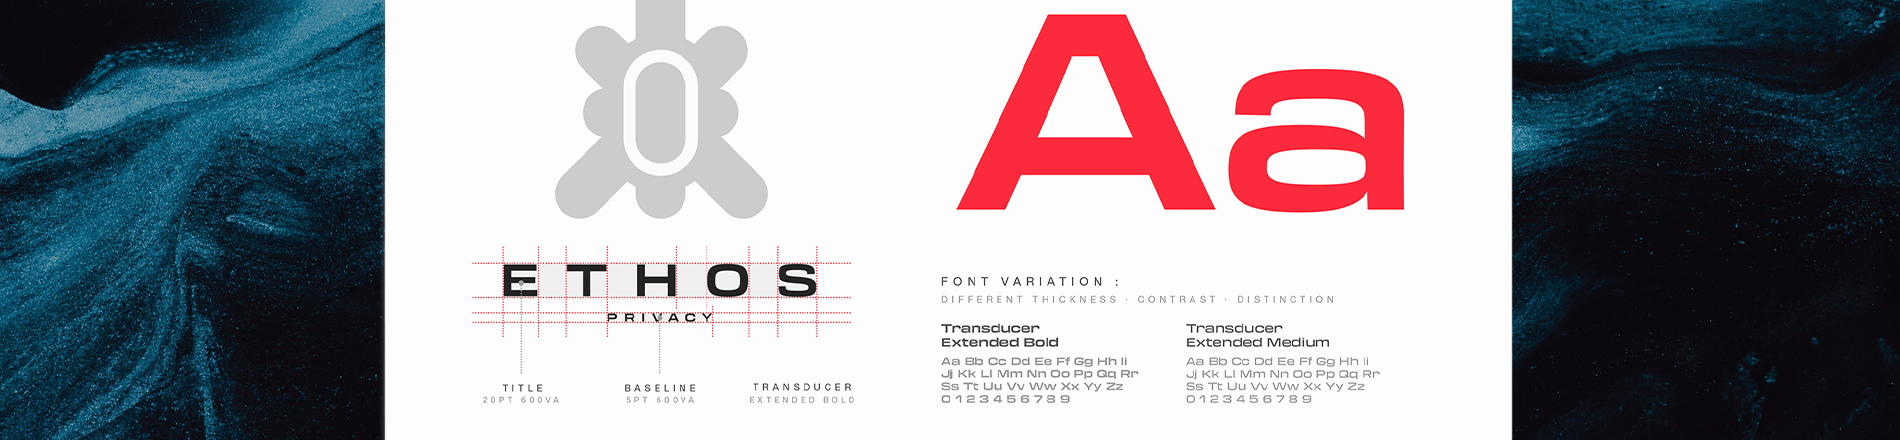 Aa
ETHOS
PRIVACY
TITLE
20PT 600VA
BASELINE
5PT 600VA
TRANSDUCER
EXTENDED BOLD
FONT VARIATION :
DIFFERENT THICKNESS · CONTRAST · DISTINCTION
Transducer
Extended Bold
Aa Bb Cc Dd Ee Ff Gg Hh Ii
Jj Kk Ll Mm Nn Oo Pp Qq Rr
Ss Tt Uu Vv Ww Xx Yy Zz
0123456789
Transducer
Extended Medium
Aa Bb Cc Dd Ee Ff Gg Hh Ii
Jj Kk Ll Mm Nn Oo Pp Qq Rr
Ss Tt Uu Vv Ww Xx Yy Zz
0123456789